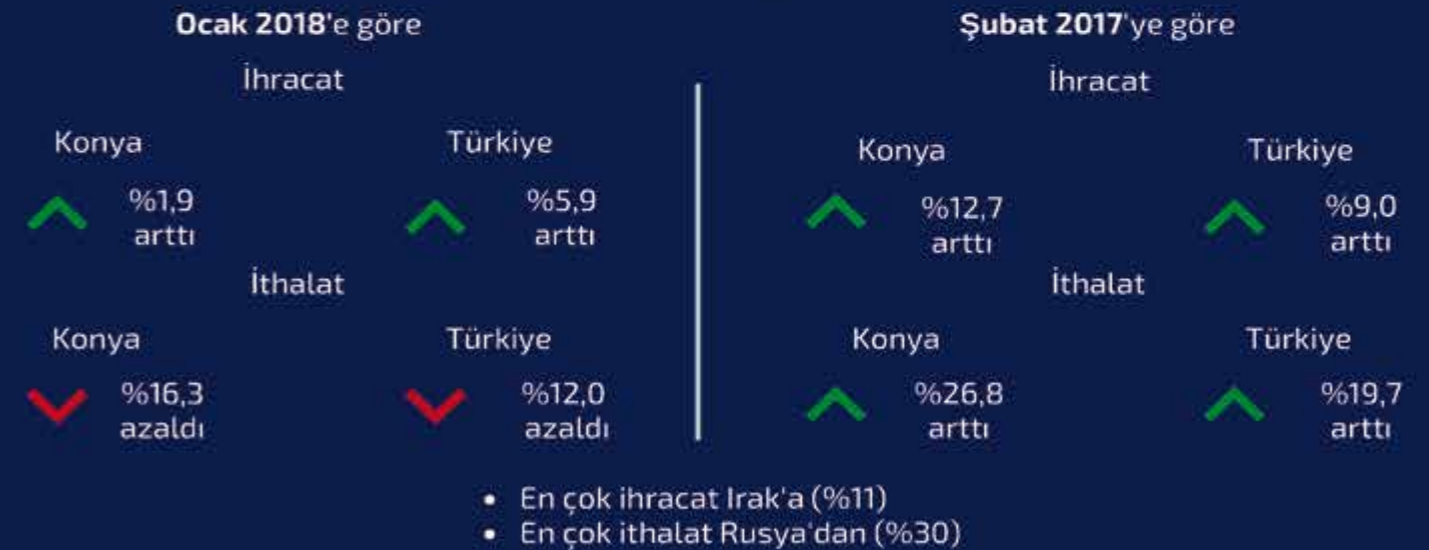 Ocak 2018'e göre
İhracat
Konya
Türkiye
%1,9
arttı
%5,9
arttı
İthalat
Konya
Türkiye
%16,3
azaldı
%12,0
azaldı
Şubat 2017'ye göre
İhracat
Konya
Türkiye
%12,7
arttı
%9,0
arttı
İthalat
Konya
Türkiye
%26,8
arttı
%19,7
arttı
• En çok ihracat Irak'a (%11)
• En çok ithalat Rusya'dan (%30)